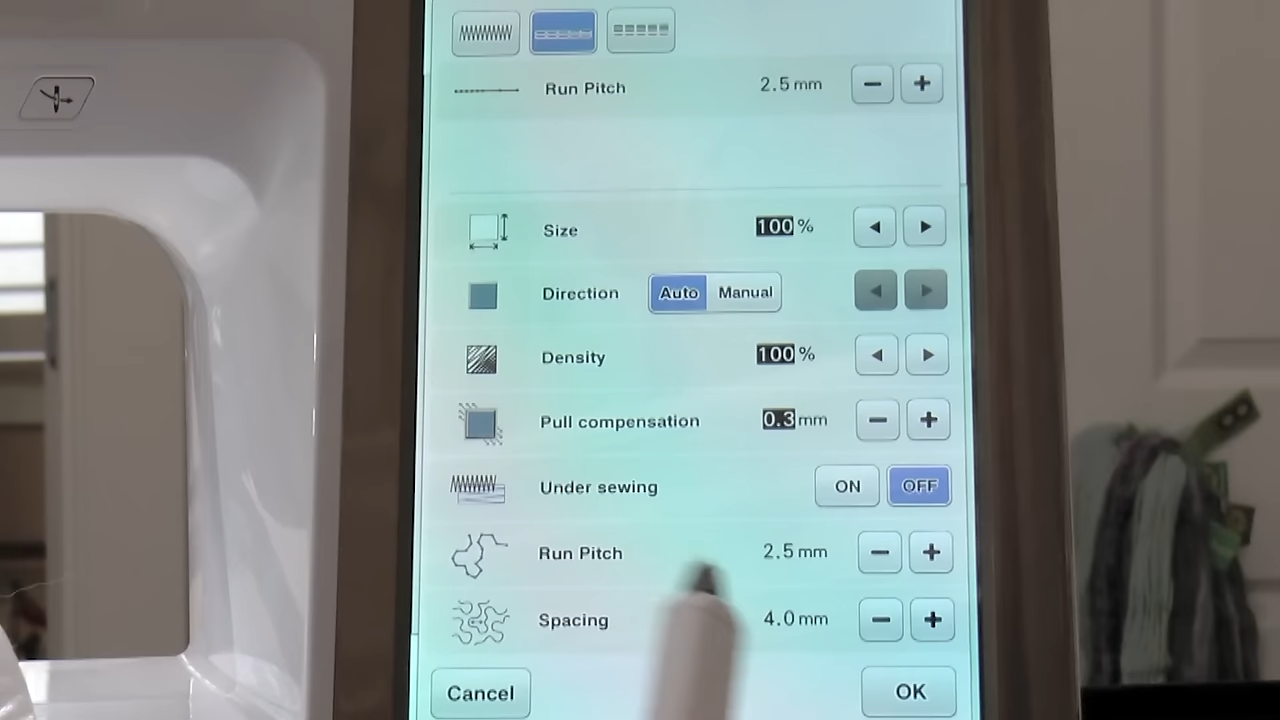 Run Pitch 2.5 mm - +
Size 100 %
Direction Auto Manual
Density 100 %
Pull compensation 0.3 mm - +
Under sewing ON OFF
Run Pitch 2.5 mm - +
Spacing 4.0 mm - +
Cancel OK